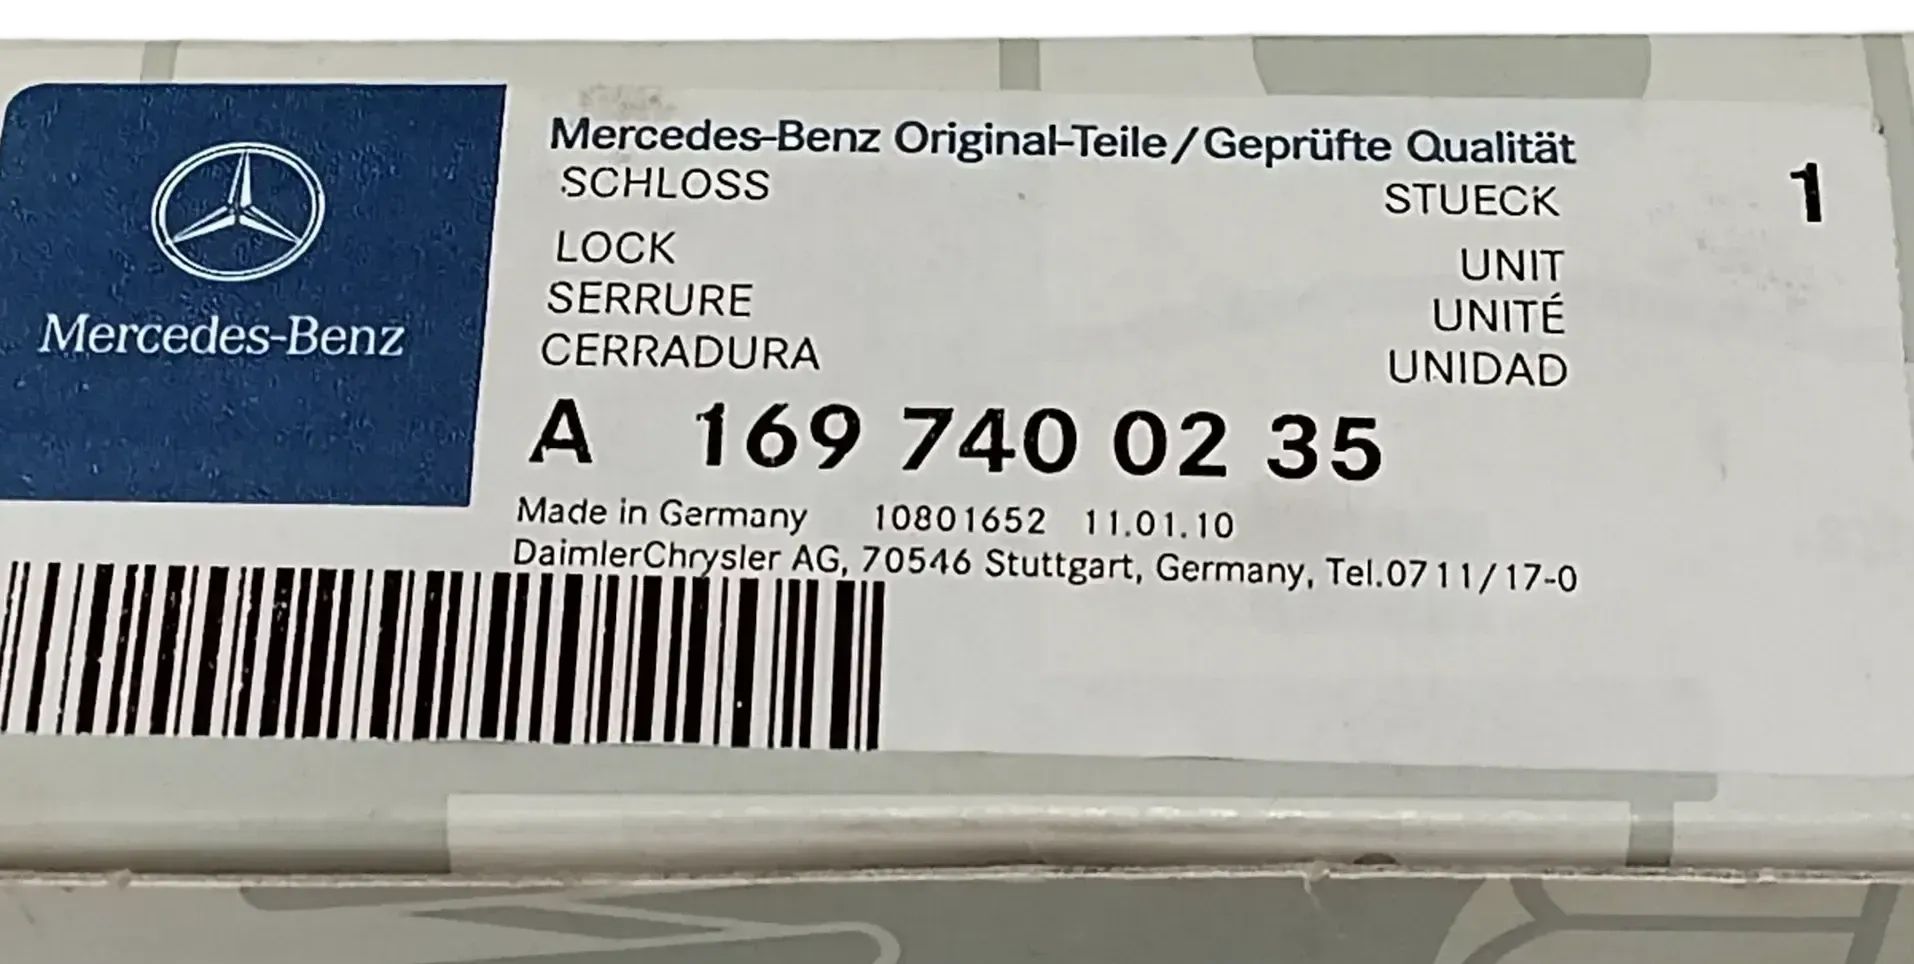 Mercedes-Benz
Mercedes-Benz Original-Teile/Geprüfte Qualität
SCHLOSS STUECK 1
LOCK UNIT
SERRURE UNITÉ
CERRADURA UNIDAD
A 169 740 02 35
Made in Germany 10801652 11.01.10
DaimlerChrysler AG, 70546 Stuttgart, Germany, Tel.0711/17-0